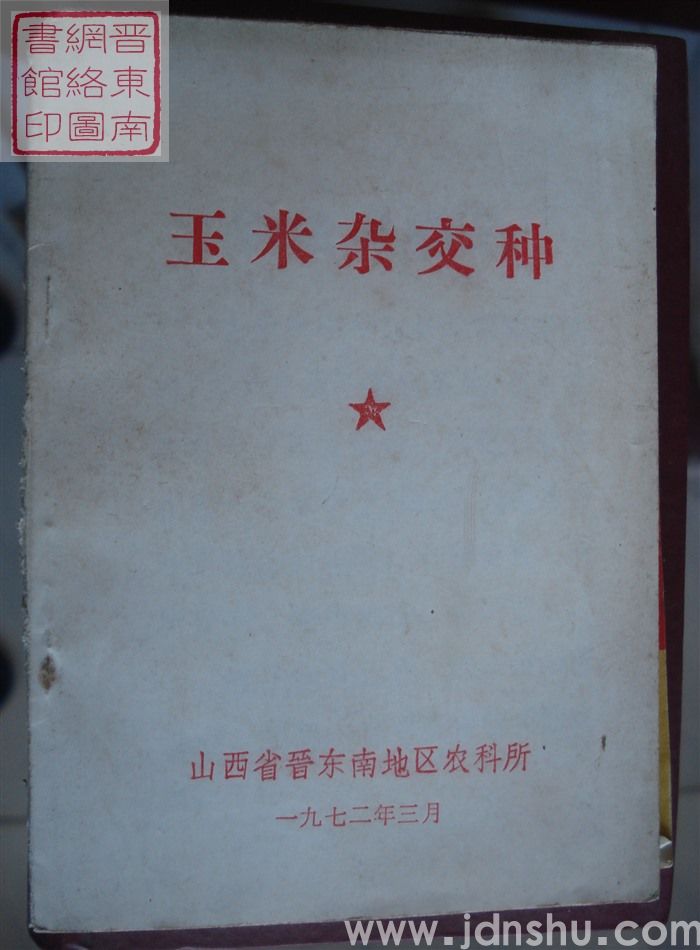 晋東南
網絡圖
書館印
玉米杂交种
山西省晋东南地区农科所
一九七二年三月
www.jdnshu.com